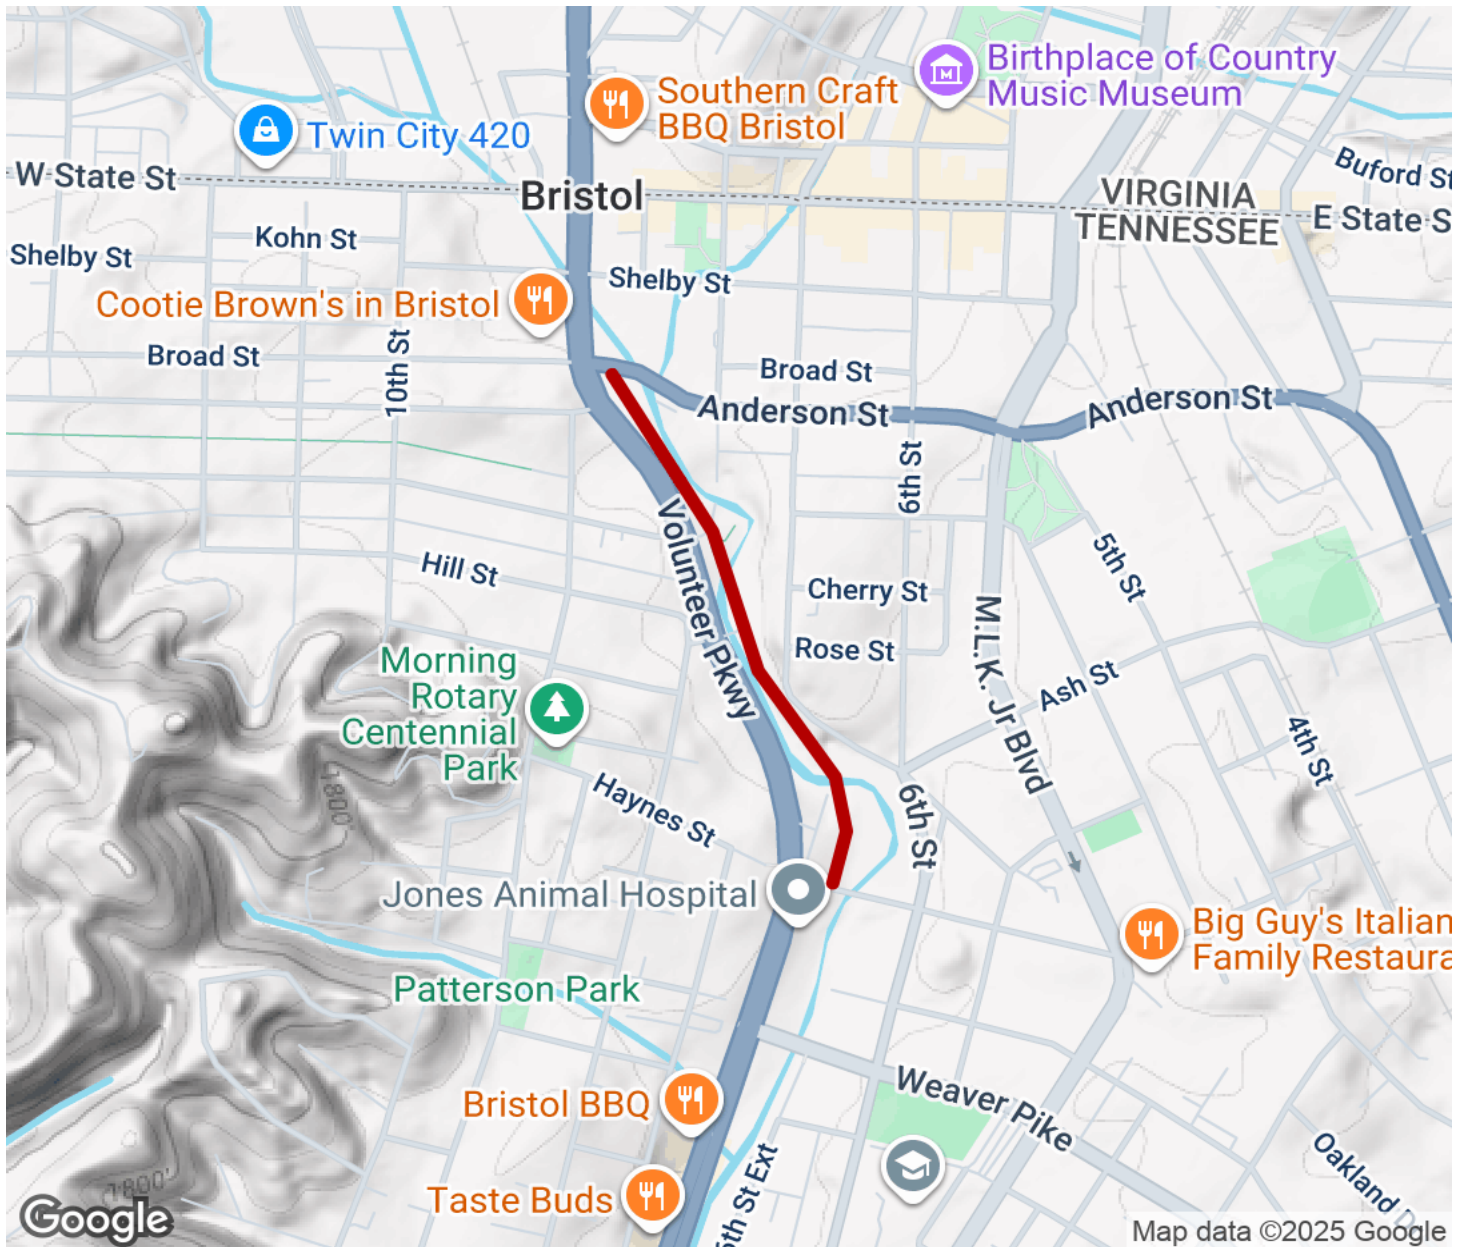 Birthplace of Country
Music Museum
Southern Craft
BBQ Bristol
Twin City 420
Buford St
W State St
Bristol
VIRGINIA
TENNESSEE
E State S
Kohn St
Shelby St
Shelby St
Cootie Brown's in Bristol
Broad St
10th St
Broad St
Anderson St
Anderson St
6th St
Volunteer Pkwy
5th St
Hill St
Cherry St
M.L.K. Jr Blvd
Rose St
Morning
Rotary
Centennial
Park
Ash St
4th St
1800'
Haynes St
6th St
Jones Animal Hospital
Big Guy's Italian
Family Restaura
Patterson Park
Weaver Pike
Bristol BBQ
Oakland D
5th St Ext
1800'
Taste Buds
Google
Map data ©2025 Google